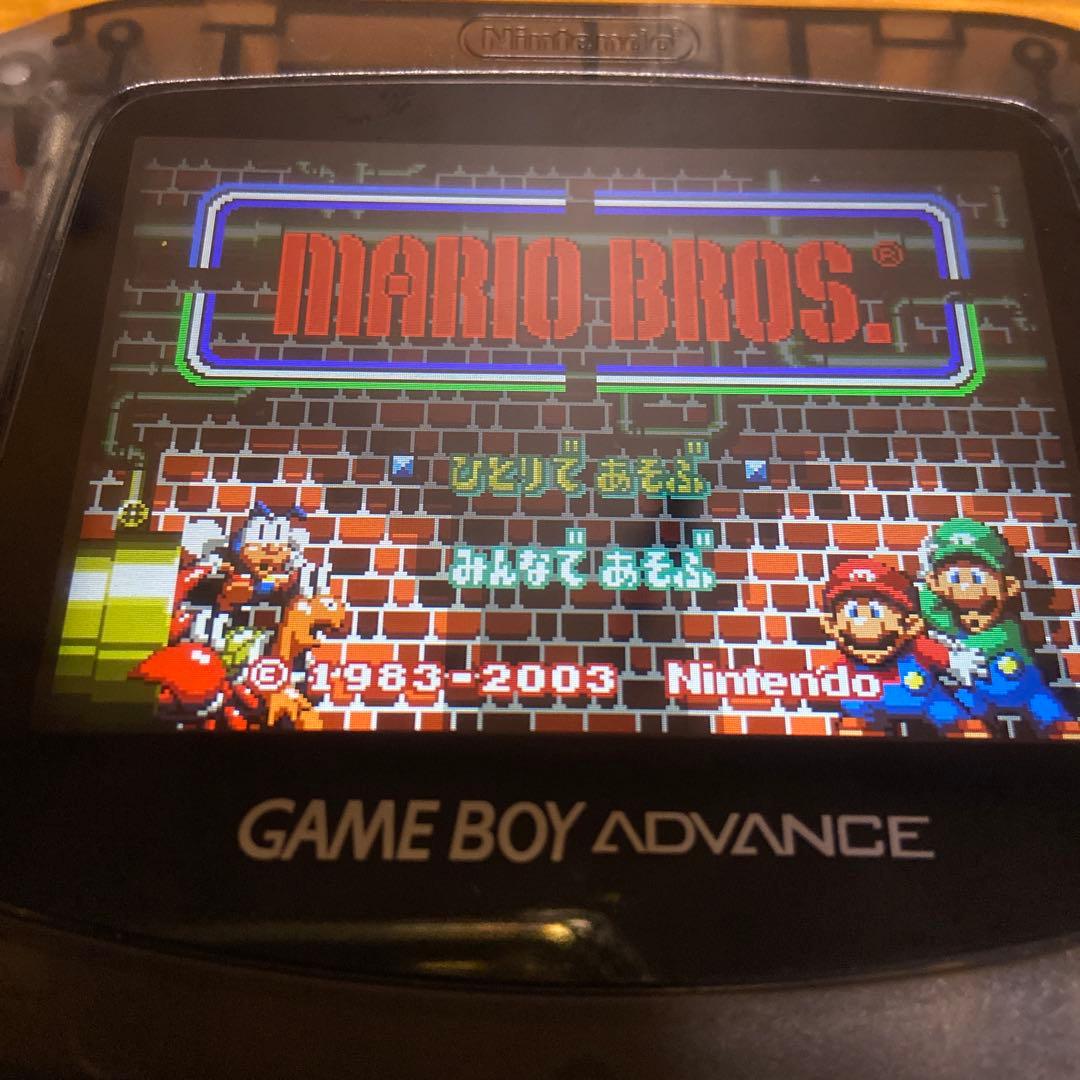 Nintendo®
MARIO BROS.®
ひとりで あそぶ
みんなで あそぶ
© 1983-2003 Nintendo
GAME BOY ADVANCE